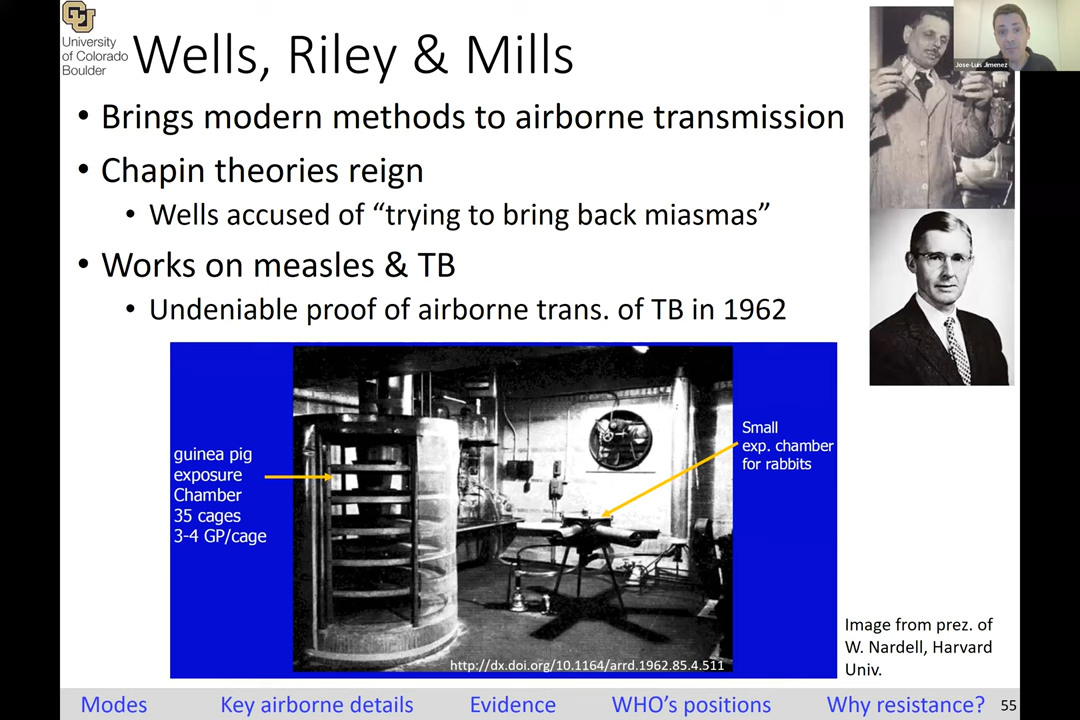 University
of Colorado
Boulder
Wells, Riley & Mills
Jose-Luis Jimenez
• Brings modern methods to airborne transmission
• Chapin theories reign
• Wells accused of “trying to bring back miasmas”
• Works on measles & TB
• Undeniable proof of airborne trans. of TB in 1962
guinea pig
exposure
Chamber
35 cages
3-4 GP/cage
Small
exp. chamber
for rabbits
http://dx.doi.org/10.1164/arrd.1962.85.4.511
Image from prez. of
W. Nardell, Harvard
Univ.
Modes Key airborne details Evidence WHO’s positions Why resistance? 55